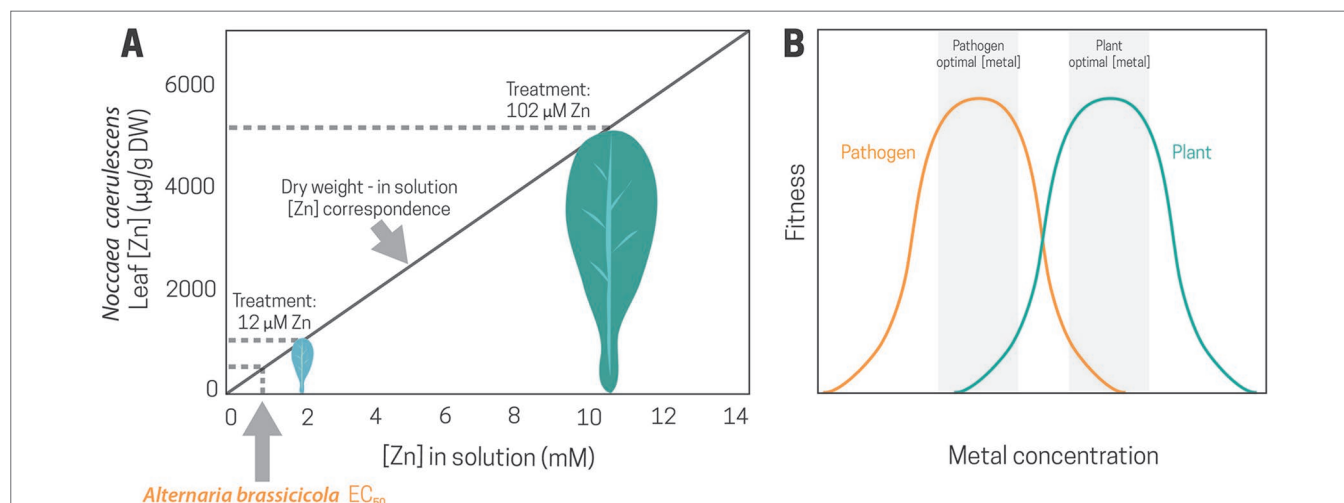 A
Noccaea caerulescens
Leaf [Zn] (µg/g DW)
6000
4000
2000
0
Treatment:
102 µM Zn
Dry weight - in solution
[Zn] correspondence
Treatment:
12 µM Zn
0 2 4 6 8 10 12 14
[Zn] in solution (mM)
Alternaria brassicicola EC50
B
Pathogen
optimal [metal]
Plant
optimal [metal]
Pathogen
Plant
Fitness
Metal concentration